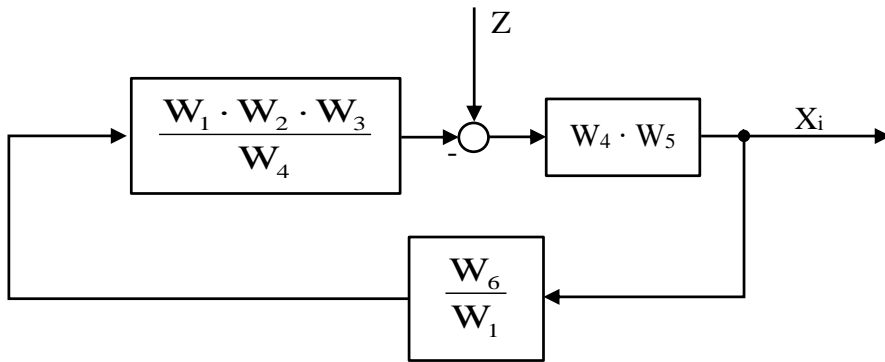 Z
W₁ · W₂ · W₃
W₄
-
W₄ · W₅
Xᵢ
W₆
W₁